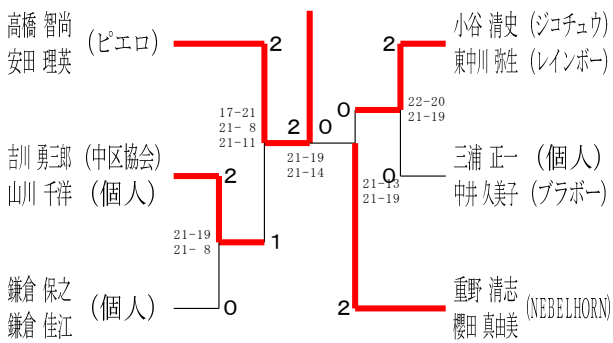 高橋 智尚
安田 理英
(ピエロ)
2
17-21
21- 8
21-11
吉川 勇三郎 (中区協会)
山川 千洋 (個人)
2
21-19
21- 8
1
鎌倉 保之
鎌倉 佳江
(個人)
0
2 0
21-19
21-14
小谷 清史 (ジコチュウ)
東中川 弥生 (レインボー)
2
0
22-20
21-19
三浦 正一 (個人)
中井 久美子 (ブラボー)
0
21-13
21-19
重野 清志
櫻田 真由美
(NEBELHORN)
2